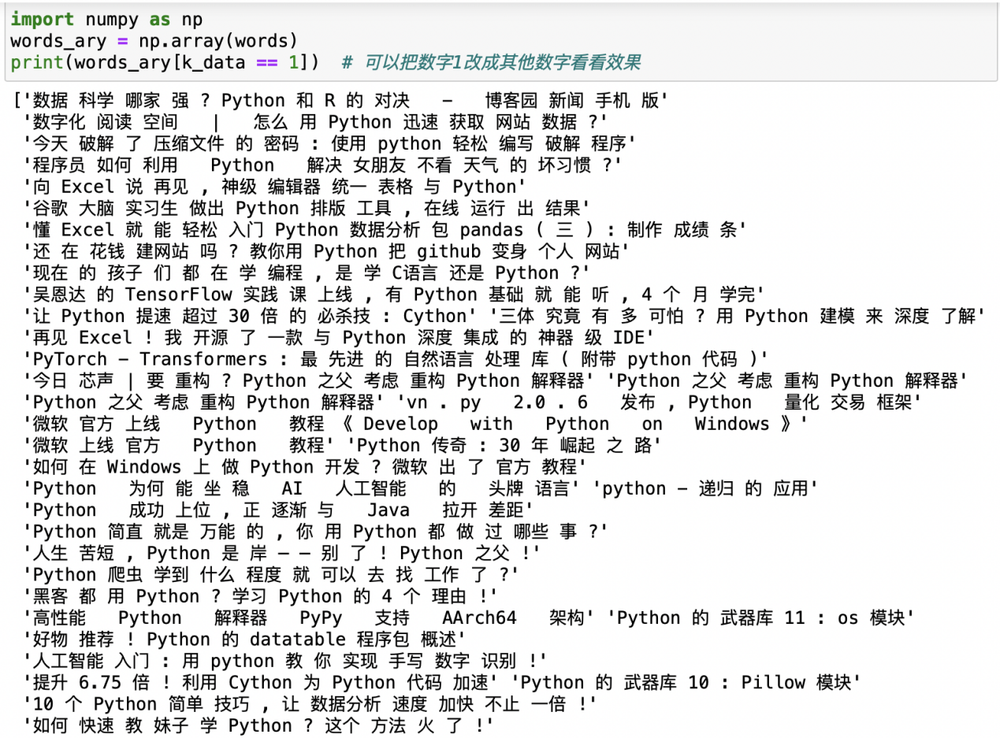 import numpy as np
words_ary = np.array(words)
print(words_ary[k_data == 1])  # 可以把数字1改成其他数字看看效果
['数据 科学 哪家 强 ? Python 和 R 的 对决   -   博客园 新闻 手机 版'
 '数字化 阅读 空间   |   怎么 用 Python 迅速 获取 网站 数据 ?'
 '今天 破解 了 压缩文件 的 密码 : 使用 python 轻松 编写 破解 程序'
 '程序员 如何 利用   Python   解决 女朋友 不看 天气 的 坏习惯 ?'
 '向 Excel 说 再见 , 神级 编辑器 统一 表格 与 Python'
 '谷歌 大脑 实习生 做出 Python 排版 工具 , 在线 运行 出 结果'
 '懂 Excel 就 能 轻松 入门 Python 数据分析 包 pandas ( 三 ) : 制作 成绩 条'
 '还 在 花钱 建网站 吗 ? 教你用 Python 把 github 变身 个人 网站'
 '现在 的 孩子 们 都 在 学 编程 , 是 学 C语言 还是 Python ?'
 '吴恩达 的 TensorFlow 实践 课 上线 , 有 Python 基础 就 能 听 , 4 个 月 学完'
 '让 Python 提速 超过 30 倍 的 必杀技 : Cython' '三体 究竟 有 多 可怕 ? 用 Python 建模 来 深度 了解'
 '再见 Excel ! 我 开源 了 一款 与 Python 深度 集成 的 神器 级 IDE'
 'PyTorch - Transformers : 最 先进 的 自然语言 处理 库 ( 附带 python 代码 )'
 '今日 芯声 | 要 重构 ? Python 之父 考虑 重构 Python 解释器' 'Python 之父 考虑 重构 Python 解释器'
 'Python 之父 考虑 重构 Python 解释器' 'vn . py   2.0 . 6   发布 , Python   量化 交易 框架'
 '微软 官方 上线   Python   教程 《 Develop   with   Python   on   Windows 》'
 '微软 上线 官方   Python   教程' 'Python 传奇 : 30 年 崛起 之 路'
 '如何 在 Windows 上 做 Python 开发 ? 微软 出 了 官方 教程'
 'Python   为何 能 坐 稳   AI   人工智能   的   头牌 语言' 'python - 递归 的 应用'
 'Python   成功 上位 , 正 逐渐 与   Java   拉开 差距'
 'Python 简直 就是 万能 的 , 你 用 Python 都 做 过 哪些 事 ?'
 '人生 苦短 , Python 是 岸 — — 别 了 ! Python 之父 !'
 'Python 爬虫 学到 什么 程度 就 可以 去 找 工作 了 ?'
 '黑客 都 用 Python ? 学习 Python 的 4 个 理由 !'
 '高性能   Python   解释器   PyPy   支持   AArch64   架构' 'Python 的 武器库 11 : os 模块'
 '好物 推荐 ! Python 的 datatable 程序包 概述'
 '人工智能 入门 : 用 python 教 你 实现 手写 数字 识别 !'
 '提升 6.75 倍 ! 利用 Cython 为 Python 代码 加速' 'Python 的 武器库 10 : Pillow 模块'
 '10 个 Python 简单 技巧 , 让 数据分析 速度 加快 不止 一倍 !'
 '如何 快速 教 妹子 学 Python ? 这个 方法 火 了 !'